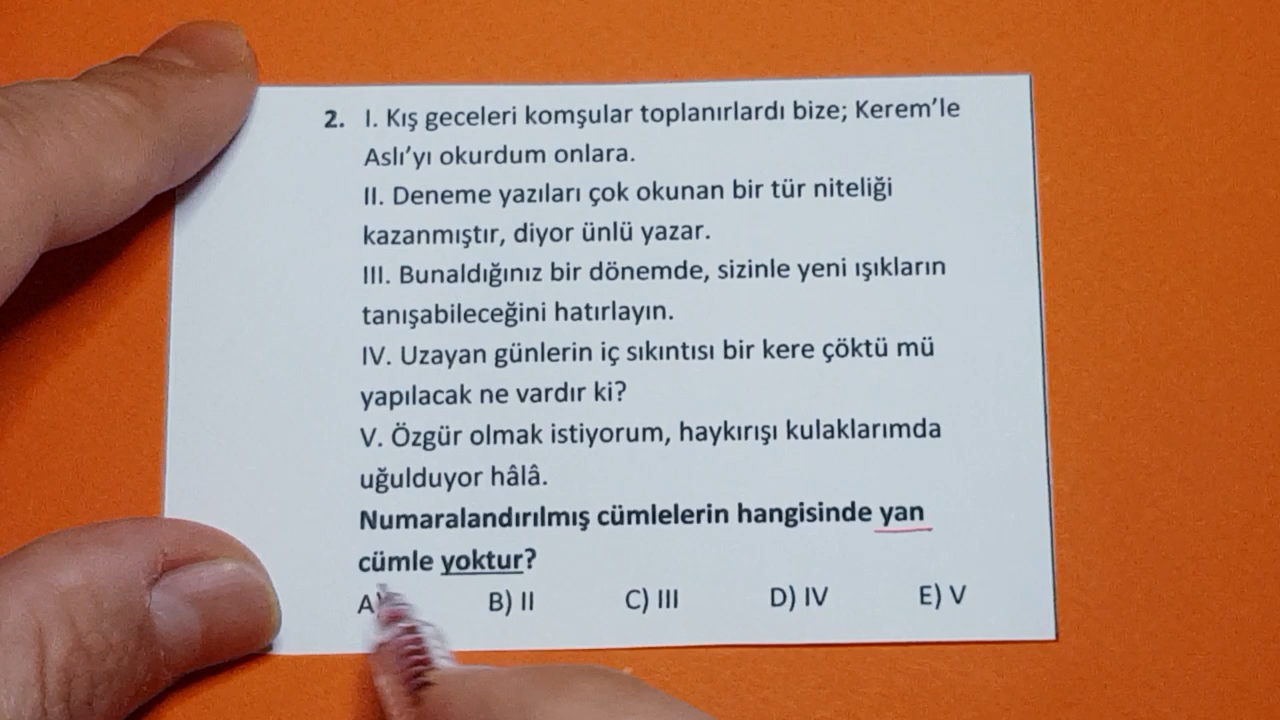 2. I. Kış geceleri komşular toplanırlardı bize; Kerem'le
Aslı'yı okurdum onlara.
II. Deneme yazıları çok okunan bir tür niteliği
kazanmıştır, diyor ünlü yazar.
III. Bunaldığınız bir dönemde, sizinle yeni ışıkların
tanışabileceğini hatırlayın.
IV. Uzayan günlerin iç sıkıntısı bir kere çöktü mü
yapılacak ne vardır ki?
V. Özgür olmak istiyorum, haykırışı kulaklarımda
uğulduyor hâlâ.
Numaralandırılmış cümlelerin hangisinde yan
cümle yoktur?
A) B) II C) III D) IV E) V